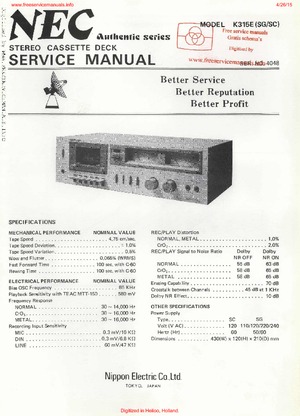 www.freeservicemanuals.info
4/26/15
NEC Authentic series
MODEL K315E (SG/SC)
STEREO CASSETTE DECK
SERVICE MANUAL
Free service manuals
Gratis schema's
Digitized by
www.freeservicemanuals.info
SER. NO. 4048
Better Service
Better Reputation
Better Profit
SPECIFICATIONS
MECHANICAL PERFORMANCE NOMINAL VALUE
Tape Speed 4.75 cm/sec.
Tape Speed Deviation 1.0%
Tape Speed Variation 0.5%
Wow and Flutter 0.055% (WRMS)
Fast Forward Time 100 sec, with C-60
Rewing Time 100 sec, with C-60
ELECTRICAL PERFORMANCE NOMINAL VALUE
Bias OSC Frequency 85 KHz
Playback Sensitivity with TEAC MTT-150 580 mV
Frequency Response
NORMAL 30 ~ 14,000 Hz
CrO2 30 ~ 16,000 Hz
METAL 30 ~ 16,000 Hz
Recording Input Sensitivity
MIC 0.3 mV/10 KΩ
DIN 0.3 mV/6.8 KΩ
LINE 60 mV/47 KΩ
REC/PLAY Distortion
NORMAL, METAL 1.0%
CrO2 2.0%
REC/PLAY Signal to Noise Ratio Dolby Dolby
NR OFF NR ON
NORMAL 55 dB 63 dB
CrO2 56 dB 65 dB
METAL 56 dB 65 dB
Erasing Capability 70 dB
Crosstalk between Channels 45 dB at 1 KHz
Dolby NR Effect 10 dB
OTHER SPECIFICATIONS
Power Supply
Type SC SG
Volt (V AC) 120 110/120/220/240
Hertz (Hz) 60 50/60
Dimensions 430(W) x 120(H) x 210(D) mm
Nippon Electric Co., Ltd
TOKYO, JAPAN
Digitized in Heiloo, Holland